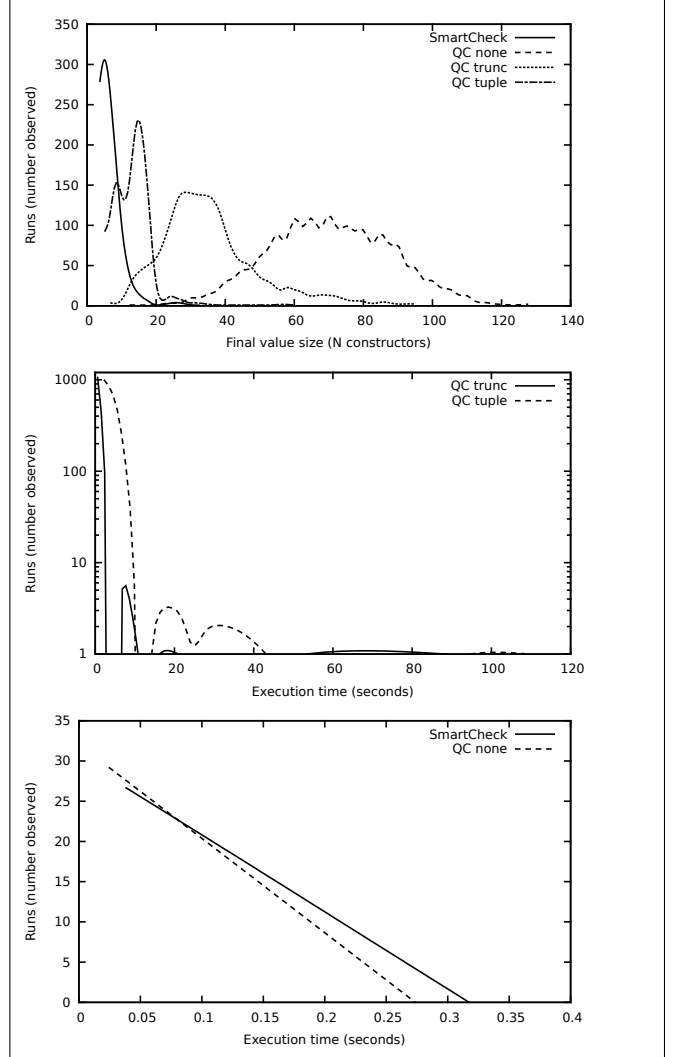 350
300
250
200
150
100
50
0
Runs (number observed)
SmartCheck
QC none
QC trunc
QC tuple
0 20 40 60 80 100 120 140
Final value size (N constructors)
1000
100
10
1
Runs (number observed)
QC trunc
QC tuple
0 20 40 60 80 100 120
Execution time (seconds)
35
30
25
20
15
10
5
0
Runs (number observed)
SmartCheck
QC none
0 0.05 0.1 0.15 0.2 0.25 0.3 0.35 0.4
Execution time (seconds)